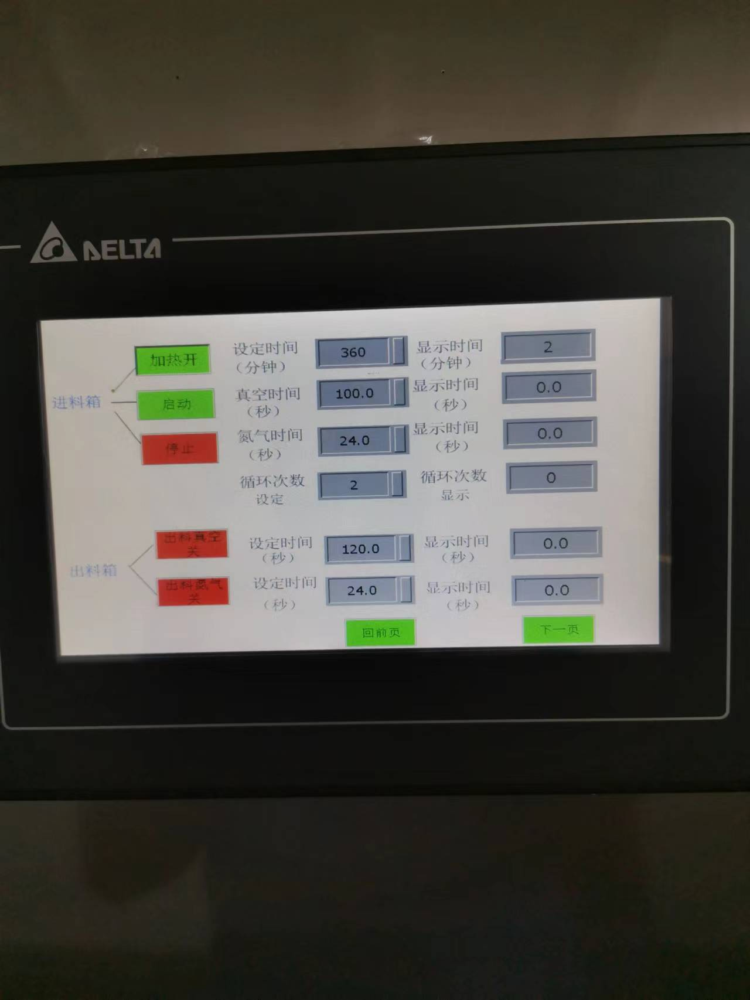 DELTA
加热开
设定时间
（分钟）
360
显示时间
（分钟）
2
进料箱
启动
真空时间
（秒）
100.0
显示时间
（秒）
0.0
停止
氮气时间
（秒）
24.0
显示时间
（秒）
0.0
循环次数
设定
2
循环次数
显示
0
出料箱
出料真空
关
设定时间
（秒）
120.0
显示时间
（秒）
0.0
出料氮气
关
设定时间
（秒）
24.0
显示时间
（秒）
0.0
回前页
下一页